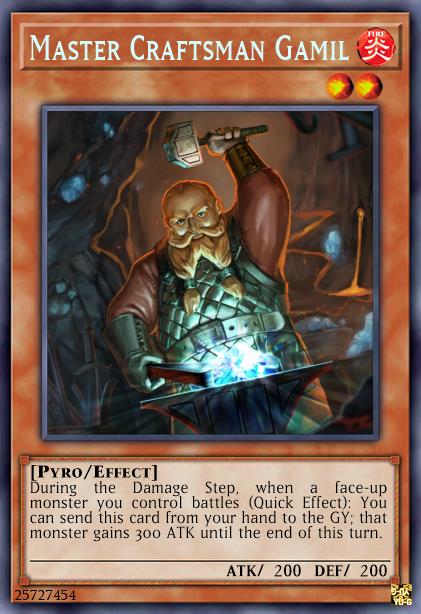 MASTER CRAFTSMAN GAMIL
FIRE
炎
[PYRO/EFFECT]
During the Damage Step, when a face-up
monster you control battles (Quick Effect): You
can send this card from your hand to the GY; that
monster gains 300 ATK until the end of this turn.
ATK/ 200 DEF/ 200
25727454